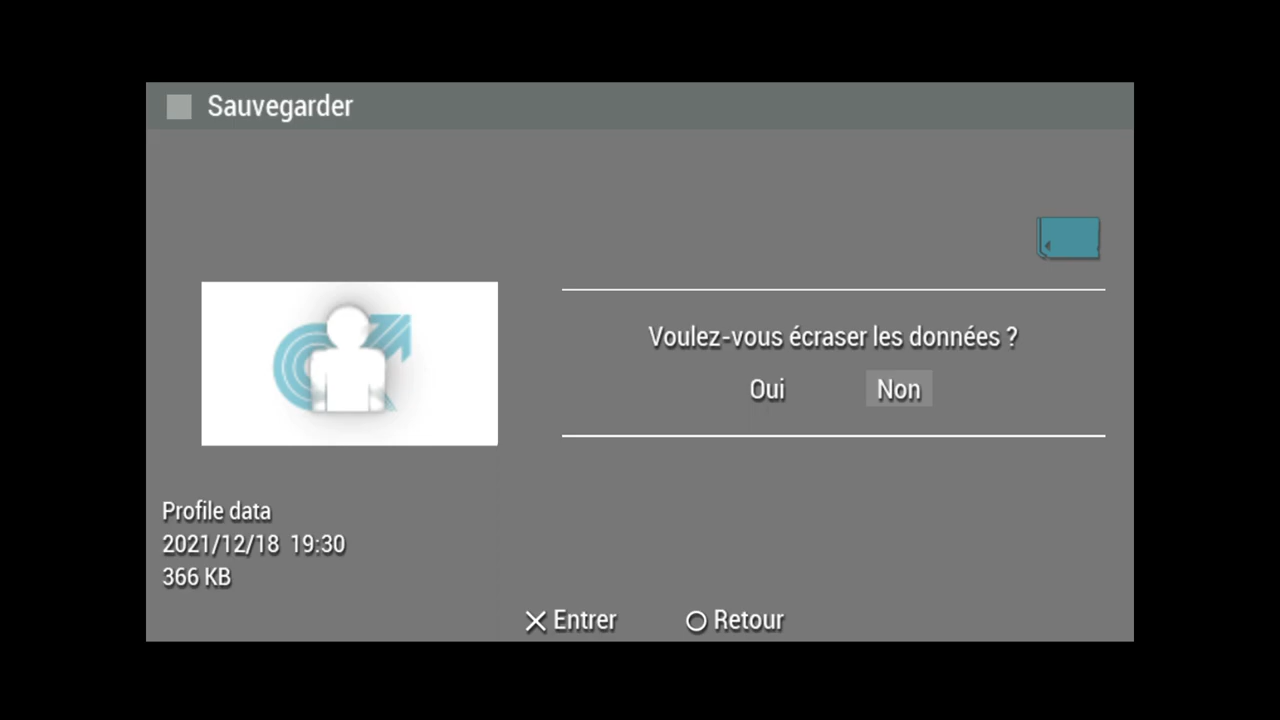 Sauvegarder
Voulez-vous écraser les données ?
Oui Non
Profile data
2021/12/18 19:30
366 KB
Entrer Retour